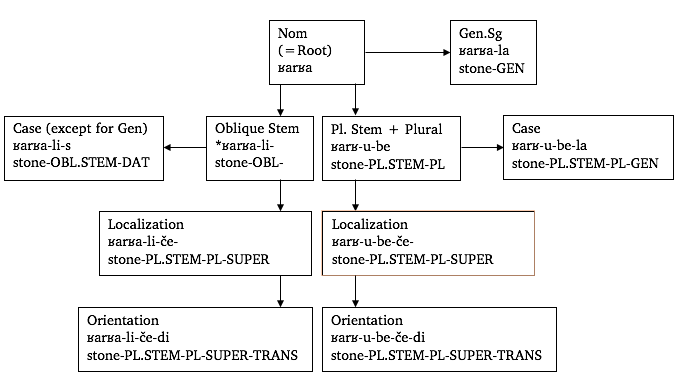 Nom
(=Root)
ʁarʁa
Gen.Sg
ʁarʁa-la
stone-GEN
Case (except for Gen)
ʁarʁa-li-s
stone-OBL.STEM-DAT
Oblique Stem
*ʁarʁa-li-
stone-OBL-
Pl. Stem + Plural
ʁarʁ-u-be
stone-PL.STEM-PL
Case
ʁarʁ-u-be-la
stone-PL.STEM-PL-GEN
Localization
ʁarʁa-li-če-
stone-PL.STEM-PL-SUPER
Localization
ʁarʁ-u-be-če-
stone-PL.STEM-PL-SUPER
Orientation
ʁarʁa-li-če-di
stone-PL.STEM-PL-SUPER-TRANS
Orientation
ʁarʁ-u-be-če-di
stone-PL.STEM-PL-SUPER-TRANS